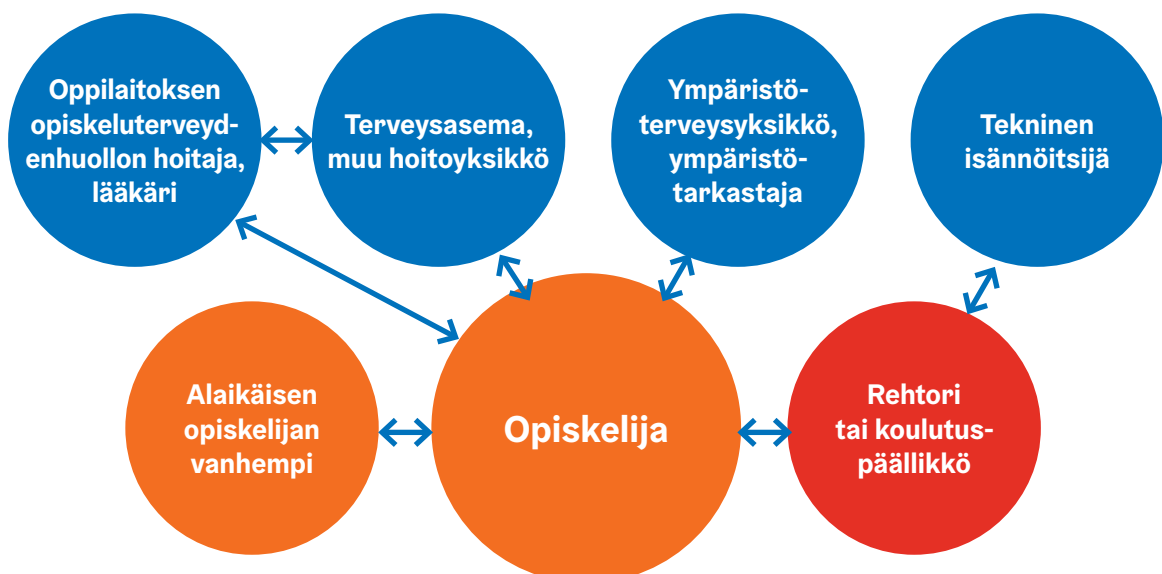 Oppilaitoksen
opiskeluterveyd-
enhuollon hoitaja,
lääkäri
Terveysasema,
muu hoitoyksikkö
Ympäristö-
terveysyksikkö,
ympäristö-
tarkastaja
Tekninen
isännöitsijä
Alaikäisen
opiskelijan
vanhempi
Opiskelija
Rehtori
tai koulutus-
päällikkö